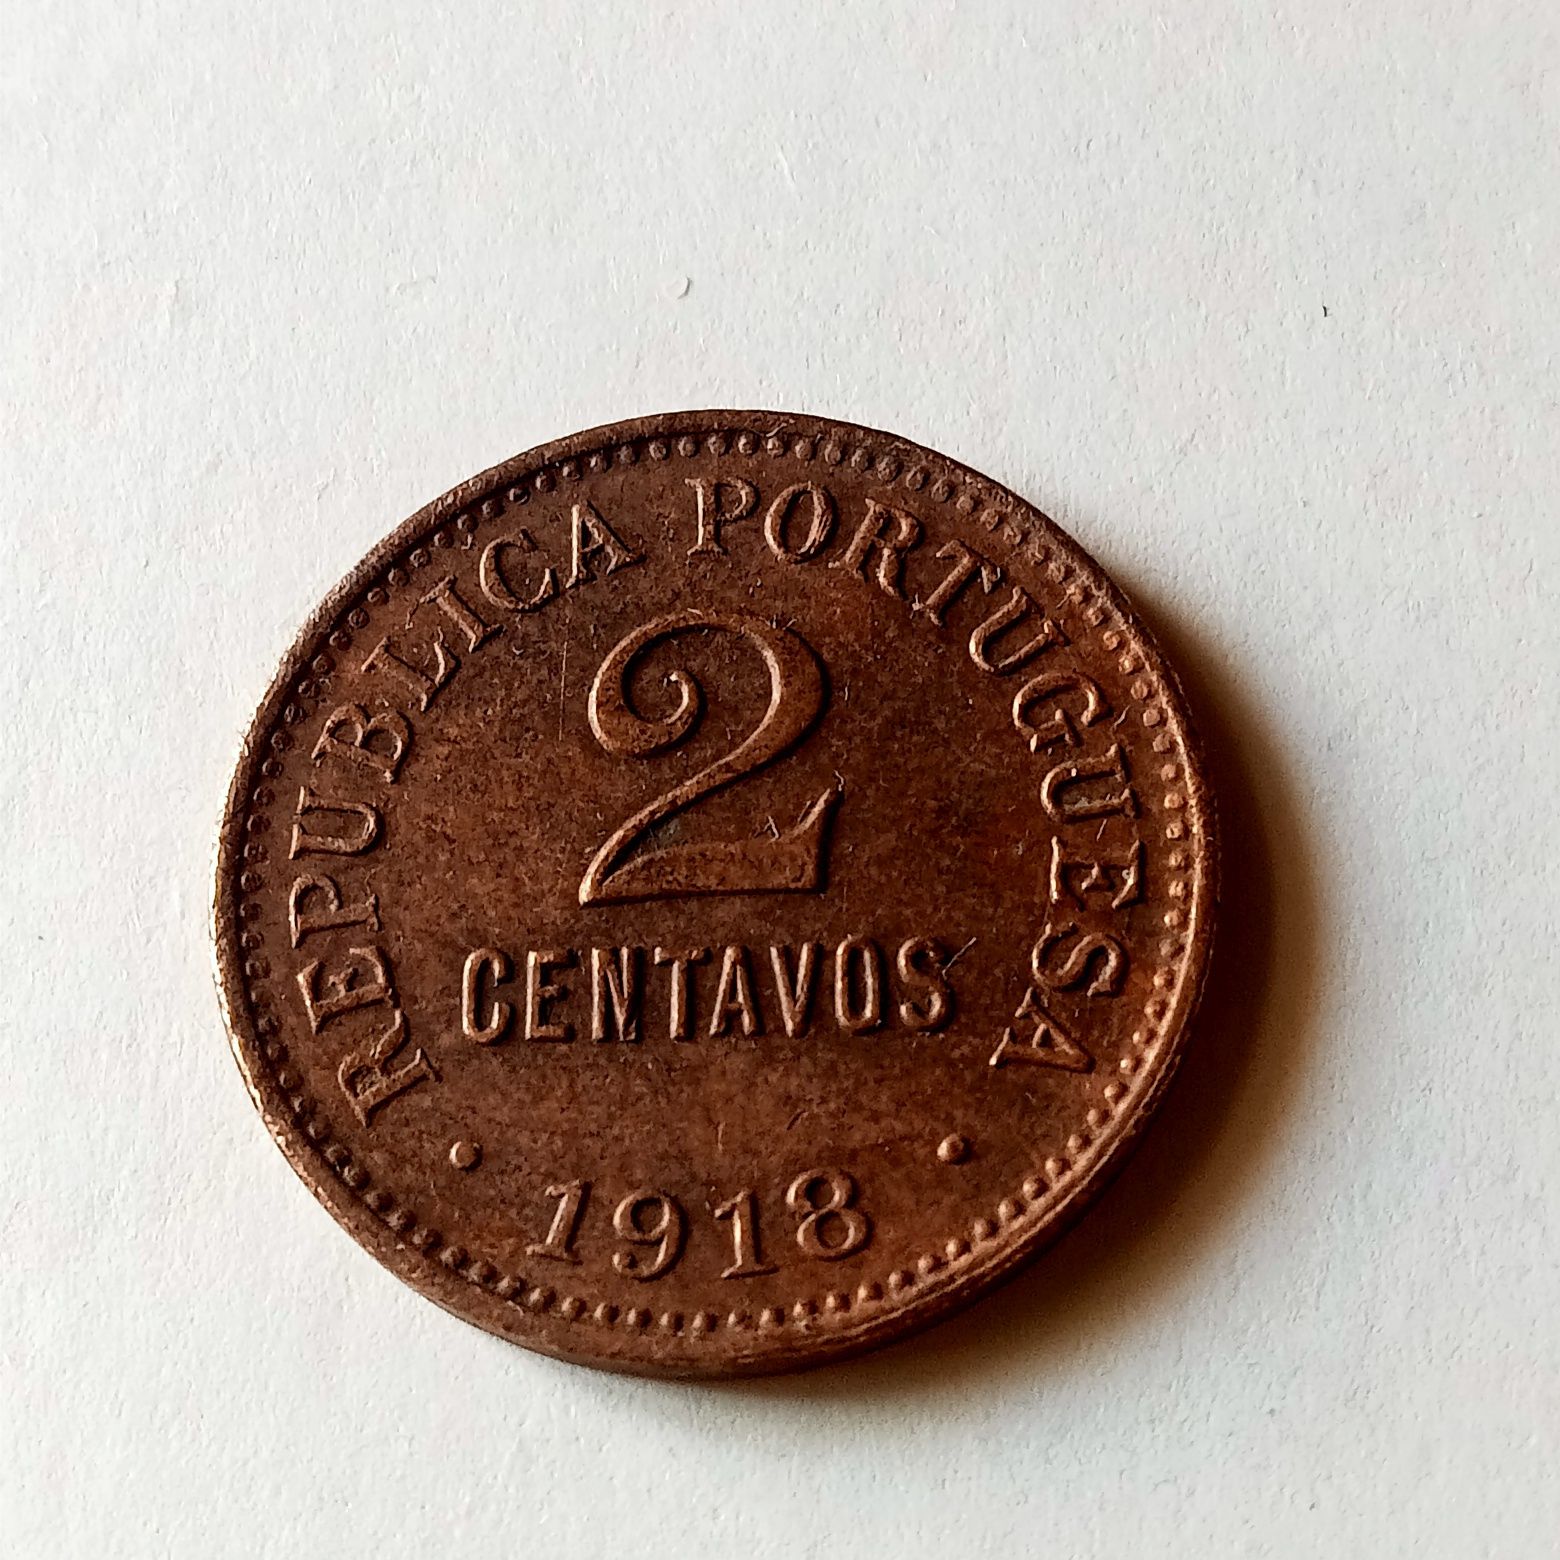 REPUBLICA PORTUGUESA
2
CENTAVOS
• 1918 •